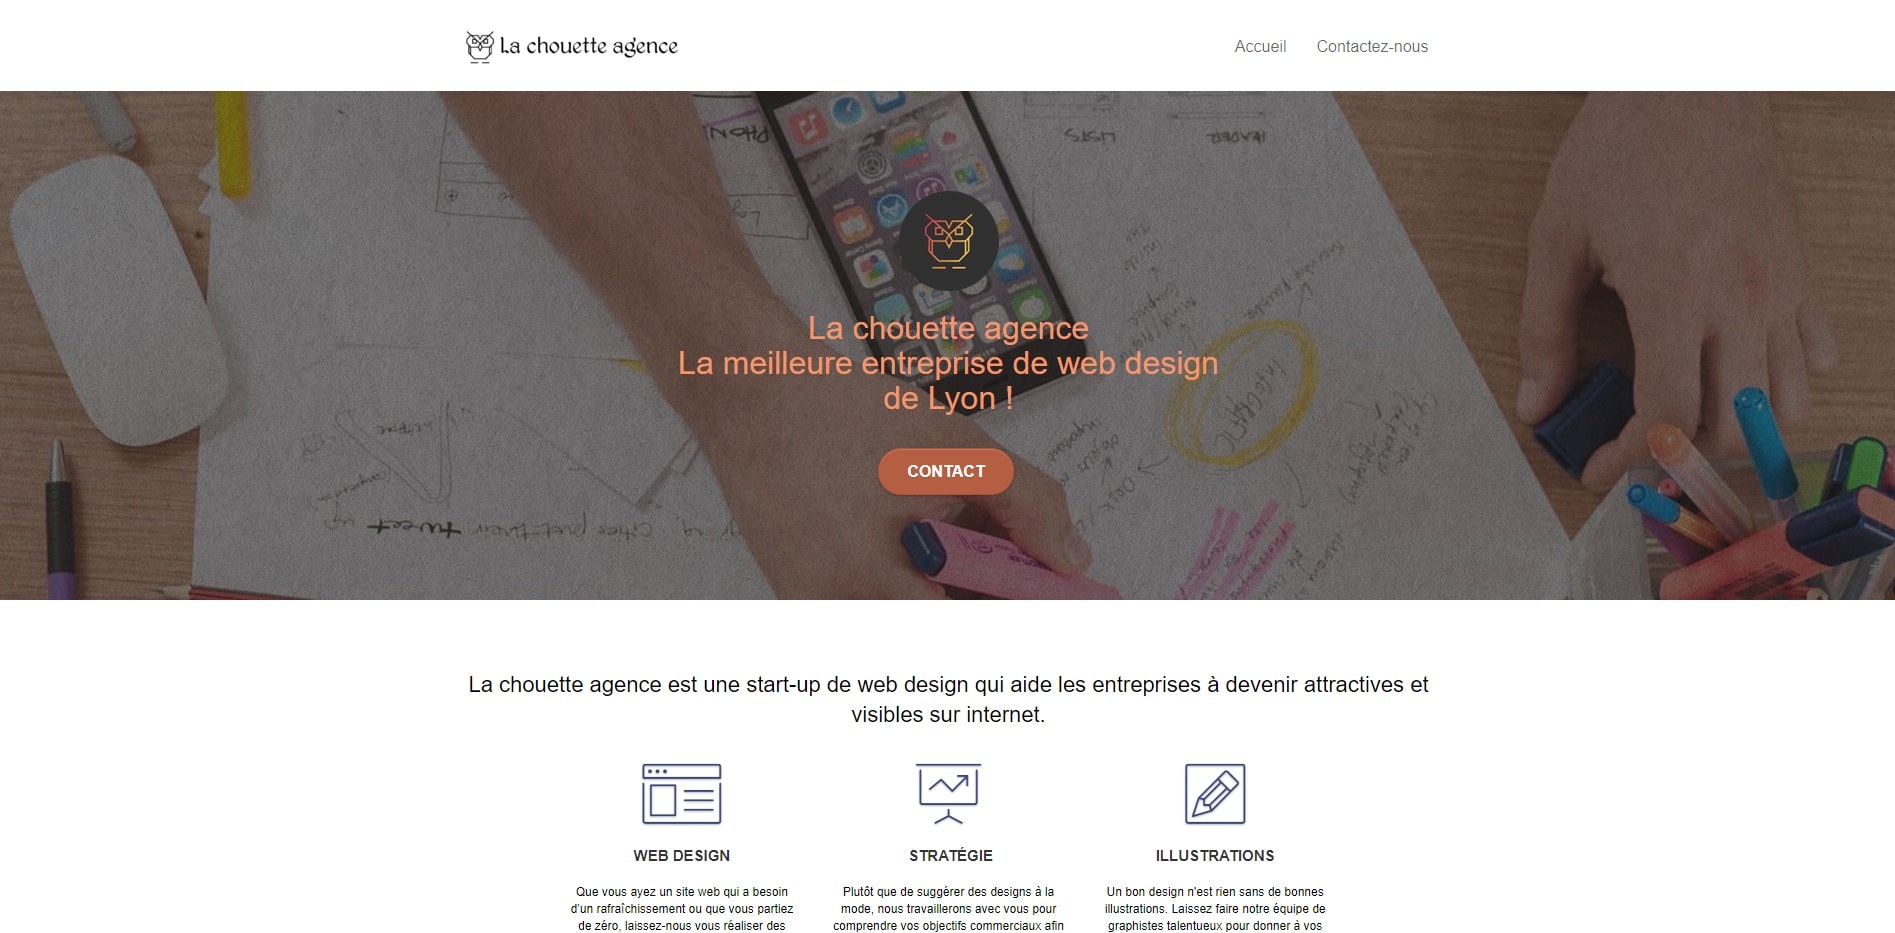 La chouette agence
Accueil
Contactez-nous
PHON
LISTS
HEADER
La chouette agence
La meilleure entreprise de web design
de Lyon !
CONTACT
tweet
La chouette agence est une start-up de web design qui aide les entreprises à devenir attractives et
visibles sur internet.
WEB DESIGN
Que vous ayez un site web qui a besoin
d’un rafraîchissement ou que vous partiez
de zéro, laissez-nous vous réaliser des
STRATÉGIE
Plutôt que de suggérer des designs à la
mode, nous travaillerons avec vous pour
comprendre vos objectifs commerciaux afin
ILLUSTRATIONS
Un bon design n'est rien sans de bonnes
illustrations. Laissez faire notre équipe de
graphistes talentueux pour donner à vos